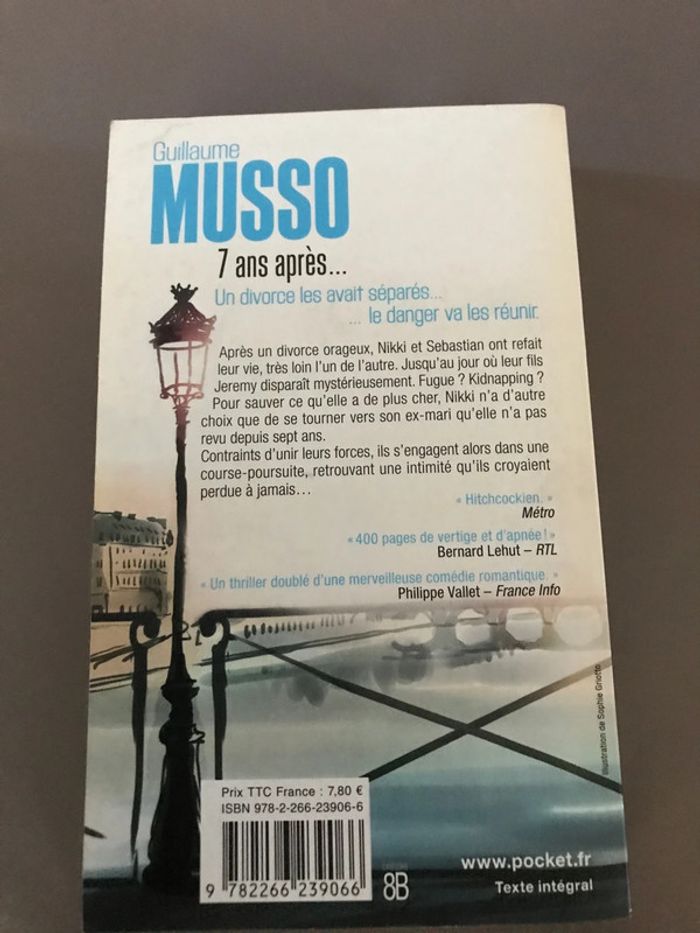 Guillaume
MUSSO
7 ans après...
Un divorce les avait séparés...
... le danger va les réunir.
Après un divorce orageux, Nikki et Sebastian ont refait
leur vie, très loin l'un de l'autre. Jusqu'au jour où leur fils
Jeremy disparaît mystérieusement. Fugue ? Kidnapping ?
Pour sauver ce qu'elle a de plus cher, Nikki n'a d'autre
choix que de se tourner vers son ex-mari qu'elle n'a pas
revu depuis sept ans.
Contraints d'unir leurs forces, ils s'engagent alors dans une
course-poursuite, retrouvant une intimité qu'ils croyaient
perdue à jamais...
« Hitchcockien. »
Métro
« 400 pages de vertige et d'apnée ! »
Bernard Lehut – RTL
« Un thriller doublé d'une merveilleuse comédie romantique. »
Philippe Vallet – France Info
Illustration de Sophie Griotto
Prix TTC France : 7,80 €
ISBN 978-2-266-23906-6
9 782266 239066
8B
www.pocket.fr
Texte intégral